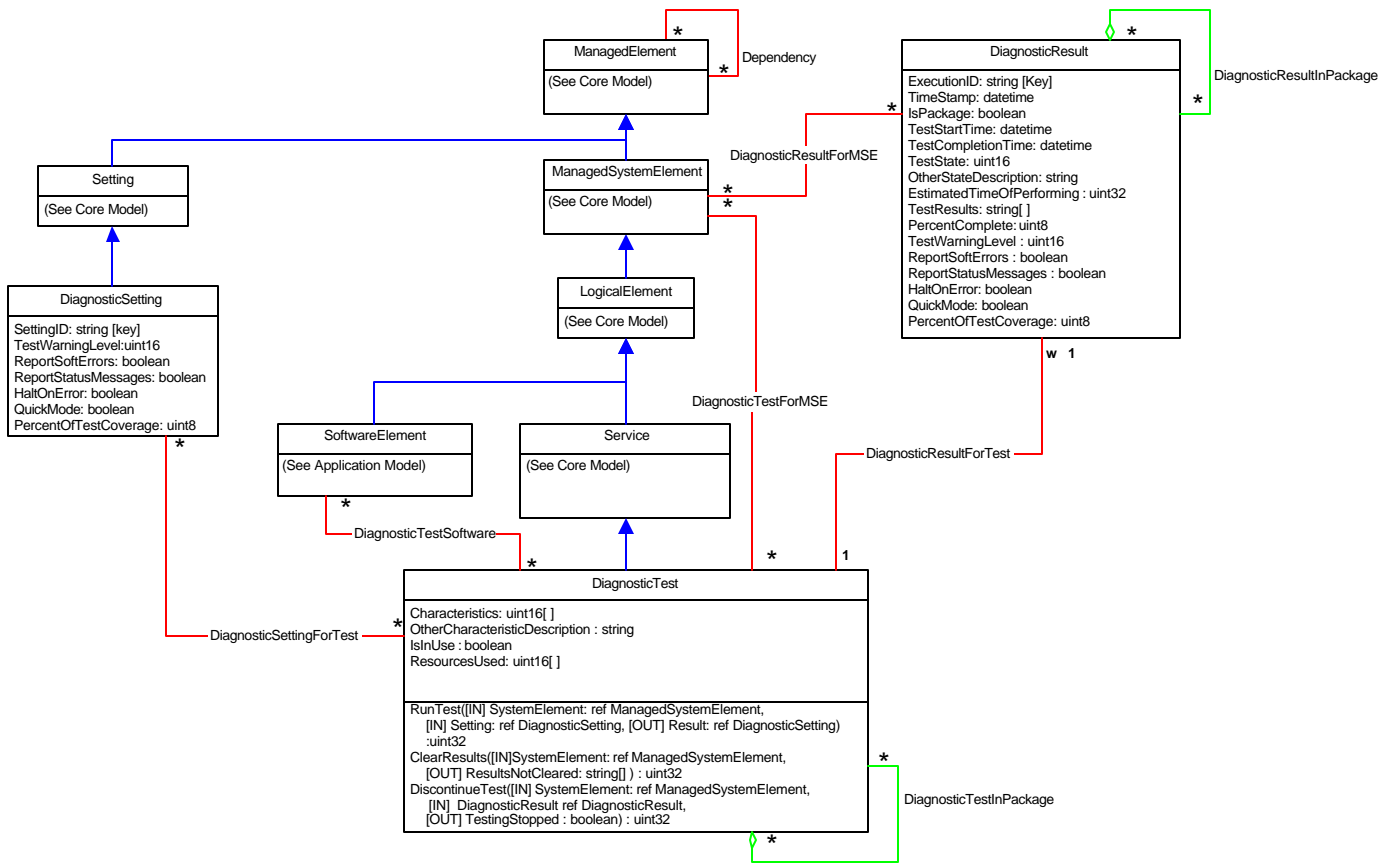 *
ManagedElement
(See Core Model)
*
Dependency
*
DiagnosticResult
ExecutionID: string [Key]
TimeStamp: datetime
IsPackage: boolean
TestStartTime: datetime
TestCompletionTime: datetime
TestState: uint16
OtherStateDescription: string
EstimatedTimeOfPerforming : uint32
TestResults: string[ ]
PercentComplete: uint8
TestWarningLevel : uint16
ReportSoftErrors : boolean
ReportStatusMessages : boolean
HaltOnError: boolean
QuickMode: boolean
PercentOfTestCoverage: uint8
DiagnosticResultInPackage
*
*
DiagnosticResultForMSE
Setting
(See Core Model)
ManagedSystemElement
(See Core Model)
*
*
DiagnosticSetting
SettingID: string [key]
TestWarningLevel:uint16
ReportSoftErrors: boolean
ReportStatusMessages: boolean
HaltOnError: boolean
QuickMode: boolean
PercentOfTestCoverage: uint8
*
LogicalElement
(See Core Model)
w 1
DiagnosticTestForMSE
SoftwareElement
(See Application Model)
*
Service
(See Core Model)
DiagnosticResultForTest
DiagnosticTestSoftware
*
*
1
DiagnosticSettingForTest
*
DiagnosticTest
Characteristics: uint16[ ]
OtherCharacteristicDescription : string
IsInUse : boolean
ResourcesUsed: uint16[ ]
RunTest([IN] SystemElement: ref ManagedSystemElement,
[IN] Setting: ref DiagnosticSetting, [OUT] Result: ref DiagnosticSetting)
:uint32
ClearResults([IN]SystemElement: ref ManagedSystemElement,
[OUT] ResultsNotCleared: string[] ) : uint32
DiscontinueTest([IN] SystemElement: ref ManagedSystemElement,
[IN] DiagnosticResult ref DiagnosticResult,
[OUT] TestingStopped : boolean) : uint32
*
DiagnosticTestInPackage
*